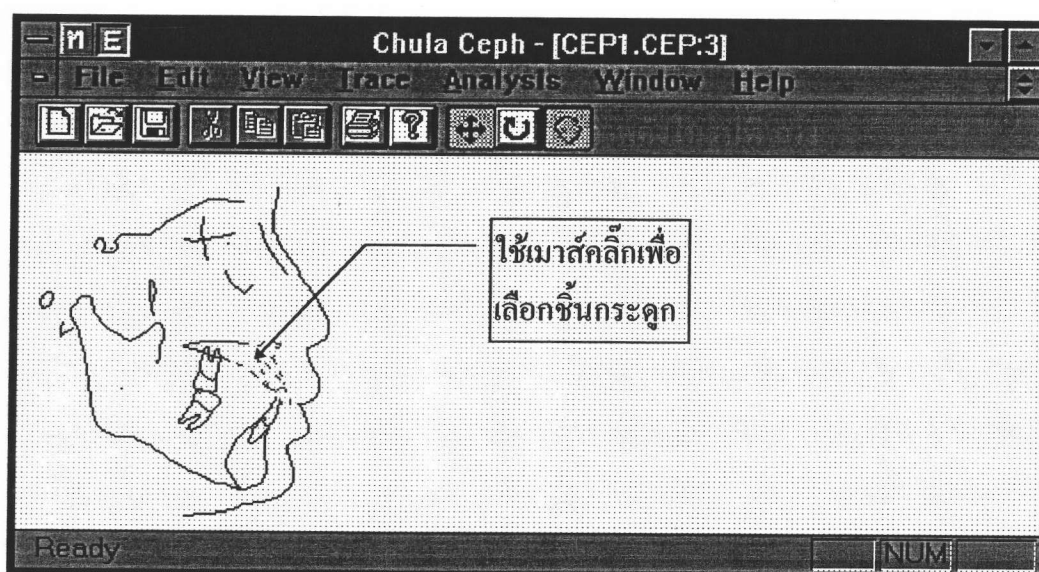 ก E Chula Ceph - [CEP1.CEP:3]
File Edit View Trace Analysis Window Help
ใช้เมาส์คลิ๊กเพื่อ
เลือกชิ้นกระดูก
Ready NUM